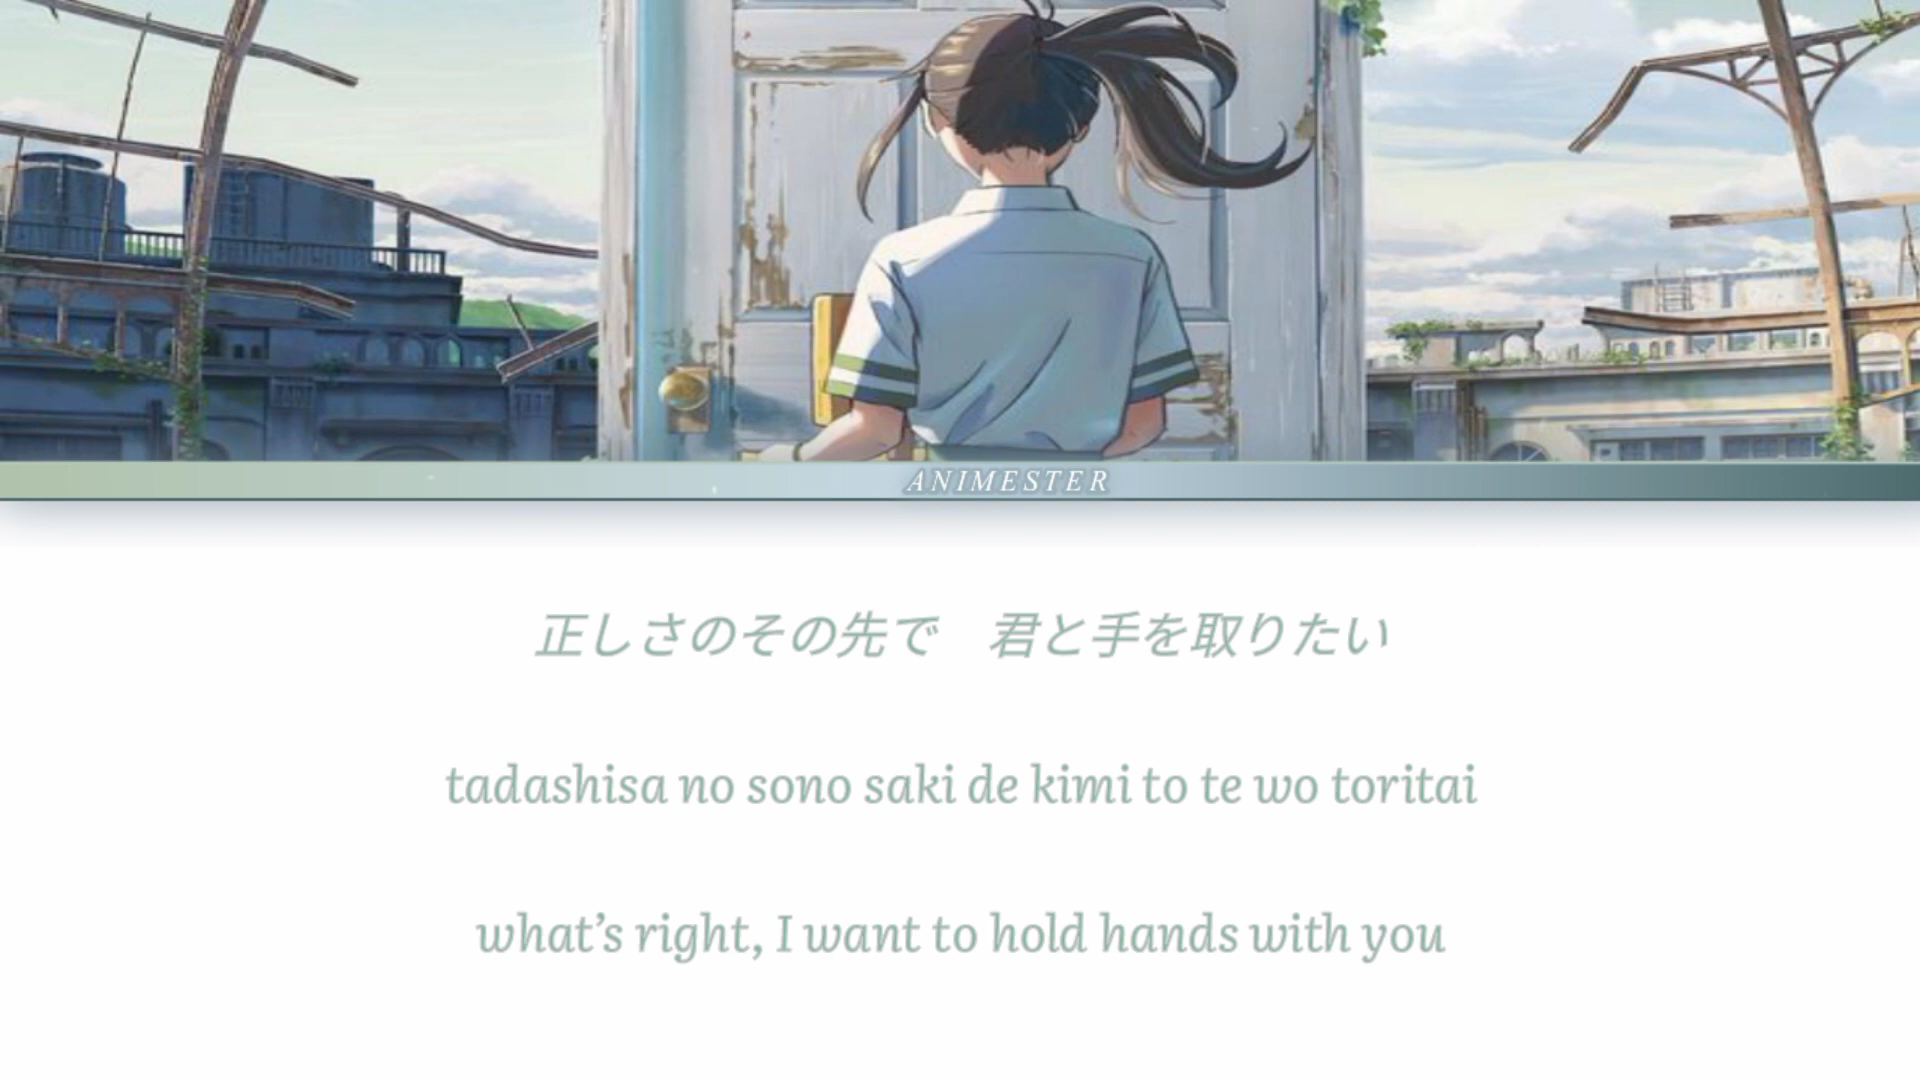 ANIMESTER
正しさのその先で　君と手を取りたい
tadashisa no sono saki de kimi to te wo toritai
what’s right, I want to hold hands with you